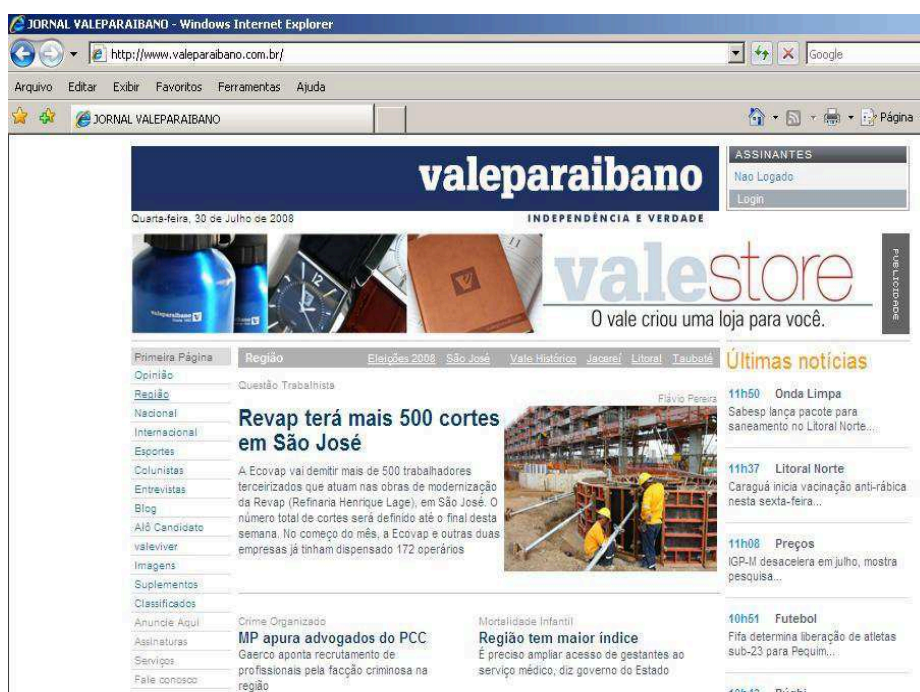 JORNAL VALEPARAIBANO - Windows Internet Explorer
http://www.valeparaibano.com.br/
Google
Arquivo Editar Exibir Favoritos Ferramentas Ajuda
JORNAL VALEPARAIBANO
Página
valeparaibano
INDEPENDÊNCIA E VERDADE
ASSINANTES
Nao Logado
Login
Quarta-feira, 30 de Julho de 2008
valestore
O vale criou uma loja para você.
PUBLICIDADE
Primeira Página
Opinião
Região
Nacional
Internacional
Esportes
Colunistas
Entrevistas
Blog
Alô Candidato
valeviver
Imagens
Suplementos
Classificados
Anuncie Aqui
Assinaturas
Serviços
Fale conosco
Região Eleições 2008 São José Vale Histórico Jacareí Litoral Taubaté
Questão Trabalhista
Flávio Pereira
Revap terá mais 500 cortes
em São José
A Ecovap vai demitir mais de 500 trabalhadores
terceirizados que atuam nas obras de modernização
da Revap (Refinaria Henrique Lage), em São José. O
número total de cortes será definido até o final desta
semana. No começo do mês, a Ecovap e outras duas
empresas já tinham dispensado 172 operários
Crime Organizado
MP apura advogados do PCC
Gaerco aponta recrutamento de
profissionais pela facção criminosa na
região
Mortalidade Infantil
Região tem maior índice
É preciso ampliar acesso de gestantes ao
serviço médico, diz governo do Estado
Últimas notícias
11h50 Onda Limpa
Sabesp lança pacote para
saneamento no Litoral Norte...
11h37 Litoral Norte
Caraguá inicia vacinação anti-rábica
nesta sexta-feira...
11h08 Preços
IGP-M desacelera em julho, mostra
pesquisa...
10h51 Futebol
Fifa determina liberação de atletas
sub-23 para Pequim...